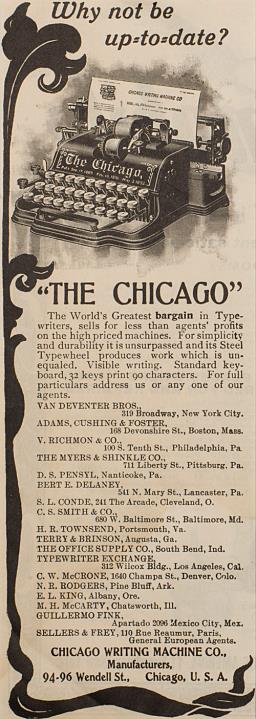 Why not be
up=to=date?
CHICAGO WRITING MACHINE CO
The Chicago,
"THE CHICAGO"
The World's Greatest bargain in Type-
writers, sells for less than agents' profits
on the high priced machines. For simplicity
and durability it is unsurpassed and its Steel
Typewheel produces work which is un-
equaled. Visible writing. Standard key-
board, 32 keys print 90 characters. For full
particulars address us or any one of our
agents.
VAN DEVENTER BROS.,
319 Broadway, New York City.
ADAMS, CUSHING & FOSTER,
168 Devonshire St., Boston, Mass.
V. RICHMON & CO.,
100 S. Tenth St., Philadelphia, Pa
THE MYERS & SHINKLE CO.,
711 Liberty St., Pittsburg, Pa.
D. S. PENSYL, Nanticoke, Pa.
BERT E. DELANEY,
541 N. Mary St., Lancaster, Pa.
S. L. CONDE, 241 The Arcade, Cleveland, O.
C. S. SMITH & CO.,
680 W. Baltimore St., Baltimore, Md.
H. R. TOWNSEND, Portsmouth, Va.
TERRY & BRINSON, Augusta, Ga.
THE OFFICE SUPPLY CO., South Bend, Ind.
TYPEWRITER EXCHANGE,
312 Wilcox Bldg., Los Angeles, Cal.
C. W. McCRONE, 1640 Champa St., Denver, Colo.
N. R. RODGERS, Pine Bluff, Ark.
E. L. KING, Albany, Ore.
M. H. McCARTY, Chatsworth, Ill.
GUILLERMO FINK,
Apartado 2096 Mexico City, Mex.
SELLERS & FREY, 110 Rue Reaumur, Paris,
General European Agents.
CHICAGO WRITING MACHINE CO.,
Manufacturers,
94-96 Wendell St., Chicago, U. S. A.